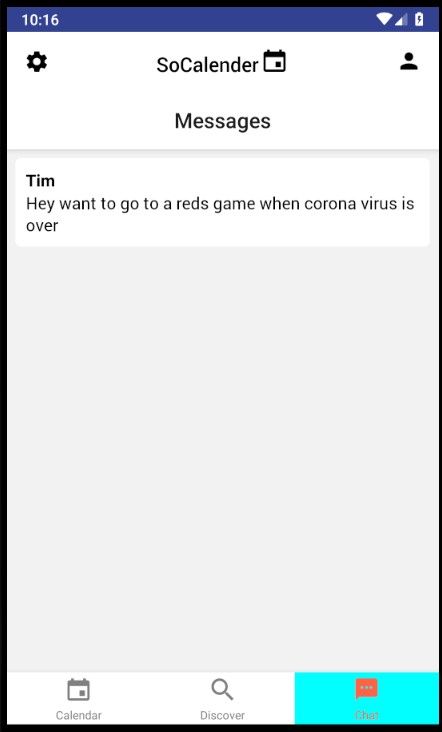 10:16
SoCalender
Messages
Tim
Hey want to go to a reds game when corona virus is
over
Calendar
Discover
Chat